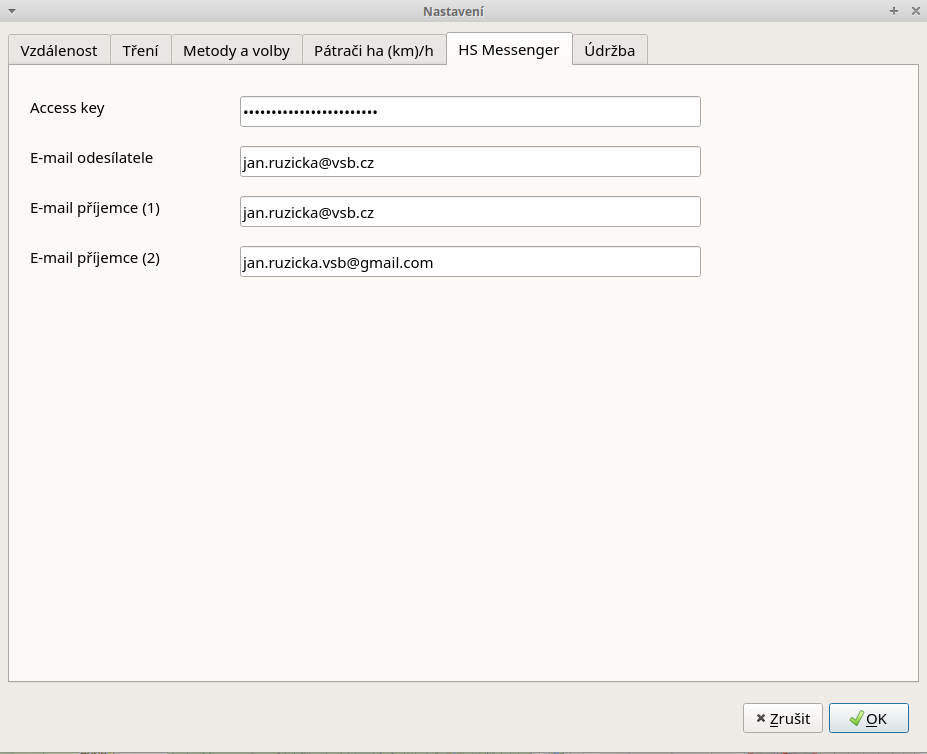 Nastavení
Vzdálenost Tření Metody a volby Pátrači ha (km)/h HS Messenger Údržba
Access key ••••••••••••••••••••••••
E-mail odesílatele jan.ruzicka@vsb.cz
E-mail příjemce (1) jan.ruzicka@vsb.cz
E-mail příjemce (2) jan.ruzicka.vsb@gmail.com
Zrušit OK